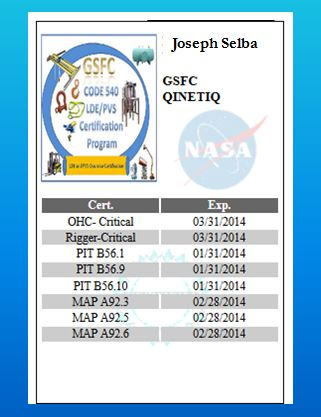 Joseph Selba
GSFC
CODE 540
LDE/PVS
Certification
Program
GSFC
QINETIQ
NASA
Cert. Exp.
OHC- Critical 03/31/2014
Rigger-Critical 03/31/2014
PIT B56.1 01/31/2014
PIT B56.9 01/31/2014
PIT B56.10 01/31/2014
MAP A92.3 02/28/2014
MAP A92.5 02/28/2014
MAP A92.6 02/28/2014